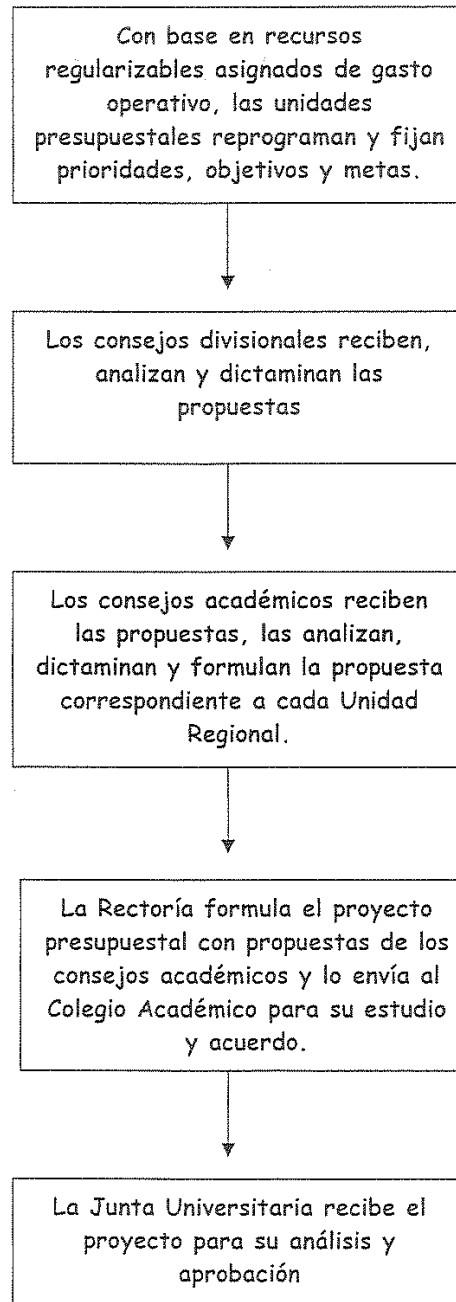 Con base en recursos
regularizables asignados de gasto
operativo, las unidades
presupuestales reprograman y fijan
prioridades, objetivos y metas.
Los consejos divisionales reciben,
analizan y dictaminan las
propuestas
Los consejos académicos reciben
las propuestas, las analizan,
dictaminan y formulan la propuesta
correspondiente a cada Unidad
Regional.
La Rectoría formula el proyecto
presupuestal con propuestas de los
consejos académicos y lo envía al
Colegio Académico para su estudio
y acuerdo.
La Junta Universitaria recibe el
proyecto para su análisis y
aprobación